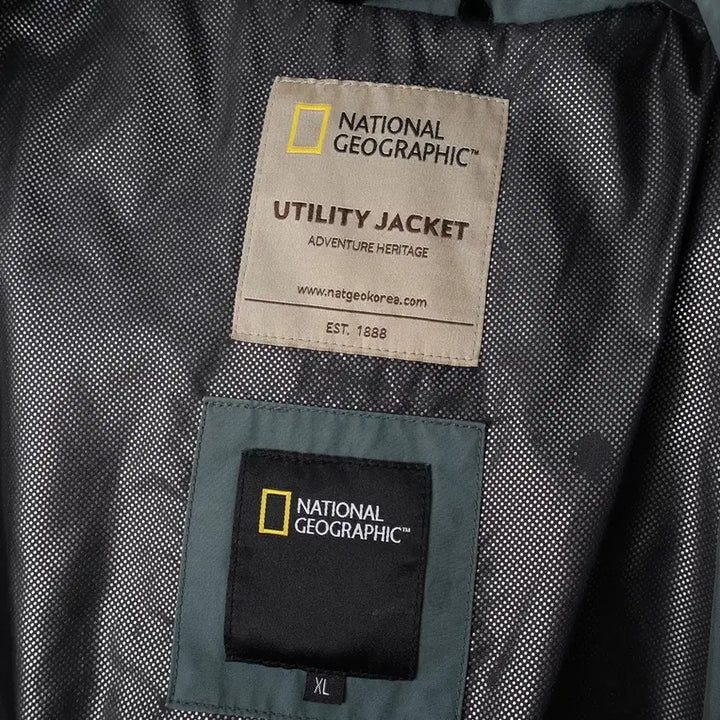 NATIONAL
GEOGRAPHIC™
UTILITY JACKET
ADVENTURE HERITAGE
www.natgeokorea.com
EST. 1888
NATIONAL
GEOGRAPHIC™
XL